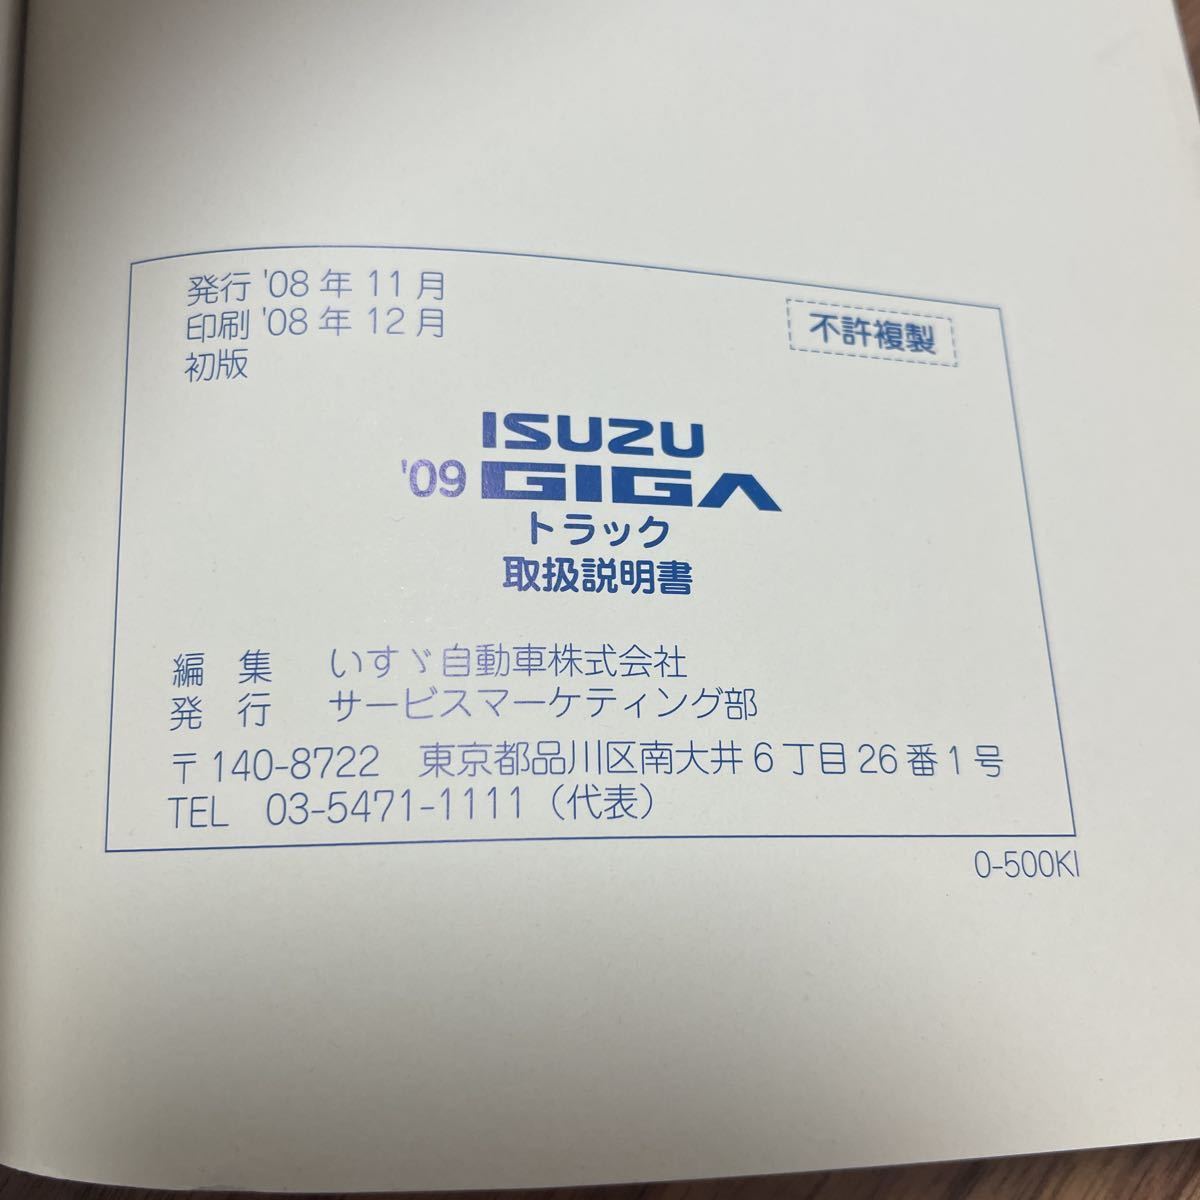 発行 '08 年 11 月
印刷 '08 年 12 月
初版
不許複製
ISUZU
'09 GIGA
トラック
取扱説明書
編 集 いすゞ自動車株式会社
発 行 サービスマーケティング部
〒140-8722 東京都品川区南大井6丁目26番1号
TEL 03-5471-1111（代表）
0-500KI